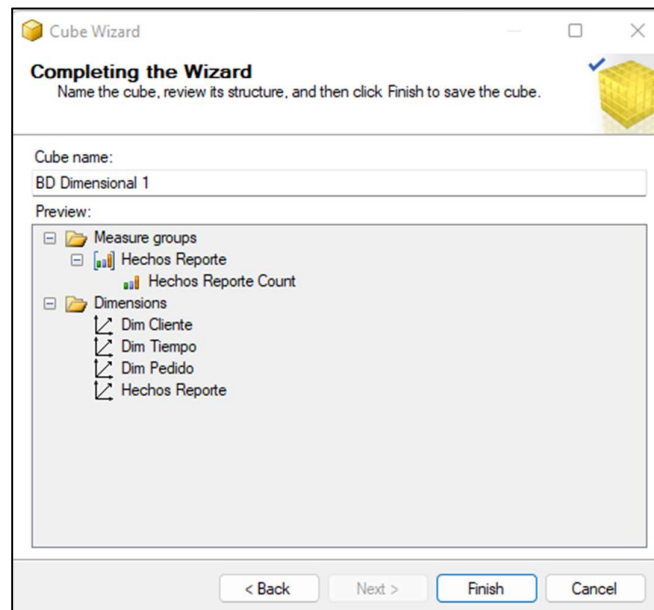 Cube Wizard
Completing the Wizard
Name the cube, review its structure, and then click Finish to save the cube.
Cube name:
BD Dimensional 1
Preview:
Measure groups
Hechos Reporte
Hechos Reporte Count
Dimensions
Dim Cliente
Dim Tiempo
Dim Pedido
Hechos Reporte
< Back Next > Finish Cancel